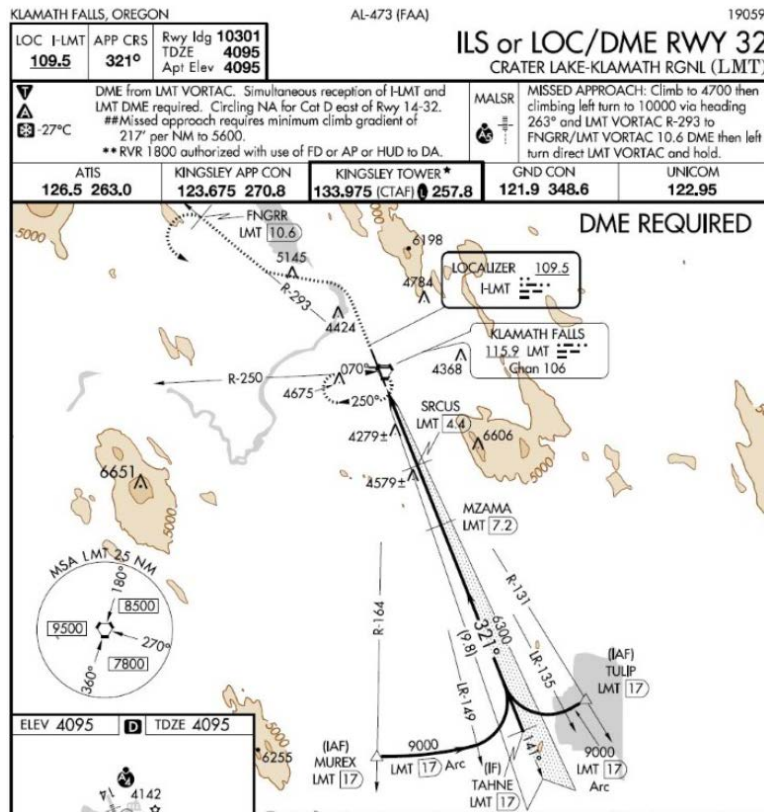 KLAMATH FALLS, OREGON
AL-473 (FAA)
19059
LOC I-LMT
109.5
APP CRS
321°
Rwy ldg 10301
TDZE 4095
Apt Elev 4095
ILS or LOC/DME RWY 32
CRATER LAKE-KLAMATH RGNL (LMT)
T
A
-27°C
DME from LMT VORTAC. Simultaneous reception of I-LMT and
LMT DME required. Circling NA for Cat D east of Rwy 14-32.
##Missed approach requires minimum climb gradient of
217' per NM to 5600.
**RVR 1800 authorized with use of FD or AP or HUD to DA.
MALSR
A5
MISSED APPROACH: Climb to 4700 then
climbing left turn to 10000 via heading
263° and LMT VORTAC R-293 to
FNGRR/LMT VORTAC 10.6 DME then left
turn direct LMT VORTAC and hold.
ATIS
126.5 263.0
KINGSLEY APP CON
123.675 270.8
KINGSLEY TOWER*
133.975 (CTAF) L 257.8
GND CON
121.9 348.6
UNICOM
122.95
DME REQUIRED
5000
FNGRR
LMT 10.6
5145
6198
4784
R-293
4424
LOCALIZER 109.5
I-LMT
KLAMATH FALLS
115.9 LMT
Chan 106
4368
R-250
070°
4675
250°
SRCUS
LMT 4.4
4279±
6606
5000
4579±
6651
5000
MZAMA
LMT 7.2
MSA LMT 25 NM
180°
8500
9500
270°
7800
360°
R-164
R-131
6300
321°
(9.8)
LR-135
LR-149
(IAF)
TULIP
LMT 17
9000
LMT 17
Arc
(IAF)
MUREX
LMT 17
9000
LMT 17 Arc
141°
(IF)
TAHNE
LMT 17
6255
ELEV 4095
D
TDZE 4095
14
4142